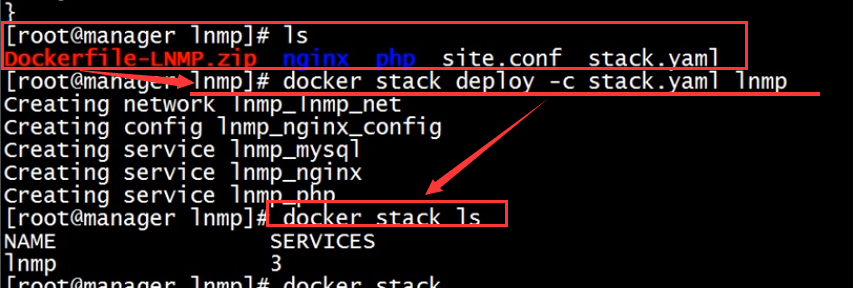 }
[root@manager lnmp]# ls
Dockerfile-LNMP.zip nginx php site.conf stack.yaml
[root@manager lnmp]# docker stack deploy -c stack.yaml lnmp
Creating network lnmp_lnmp_net
Creating config lnmp_nginx_config
Creating service lnmp_mysql
Creating service lnmp_nginx
Creating service lnmp_php
[root@manager lnmp]# docker stack ls
NAME SERVICES
lnmp 3
[root@manager lnmp]# docker stack